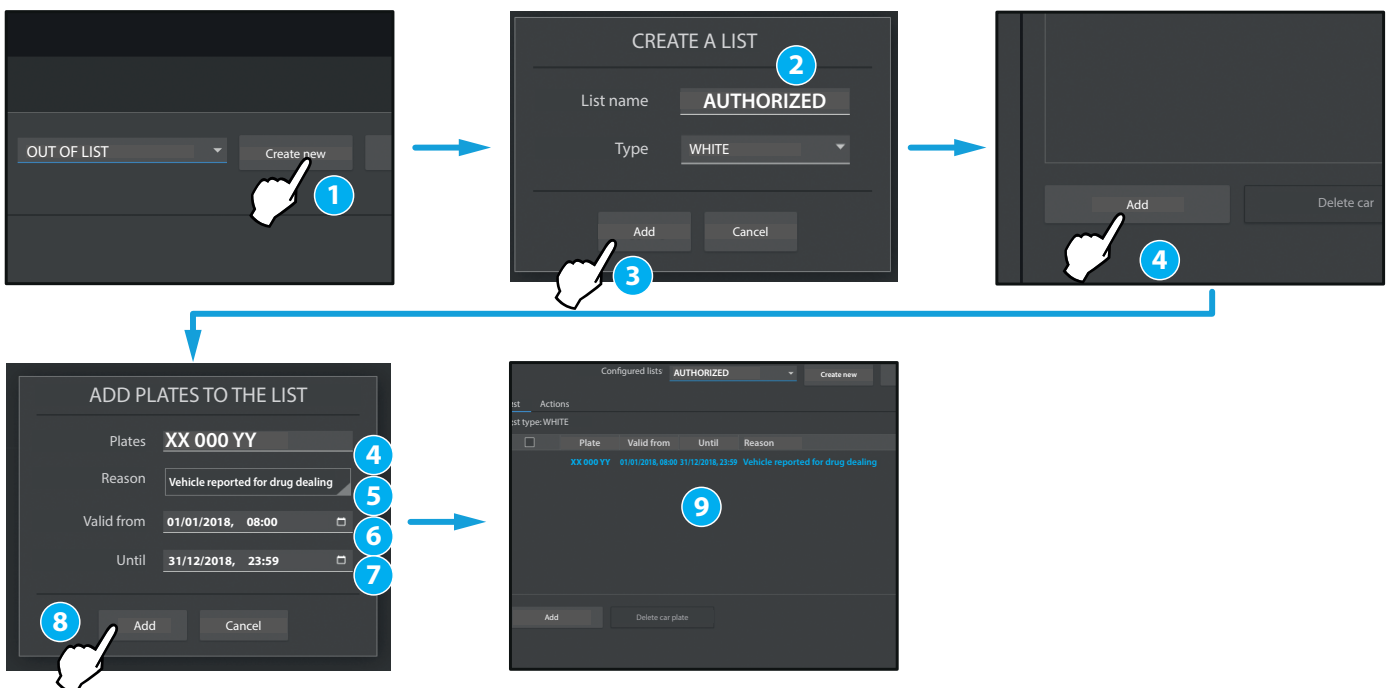 OUT OF LIST
Create new
1
CREATE A LIST
2
List name AUTHORIZED
Type WHITE
Add Cancel
3
Add Delete car
4
ADD PLATES TO THE LIST
Plates XX 000 YY
4
Reason Vehicle reported for drug dealing
5
Valid from 01/01/2018, 08:00
6
Until 31/12/2018, 23:59
7
8
Add Cancel
Configured lists AUTHORIZED Create new
Actions
type: WHITE
Plate Valid from Until Reason
XX 000 YY 01/01/2018, 08:00 31/12/2018, 23:59 Vehicle reported for drug dealing
9
Add Delete car plate